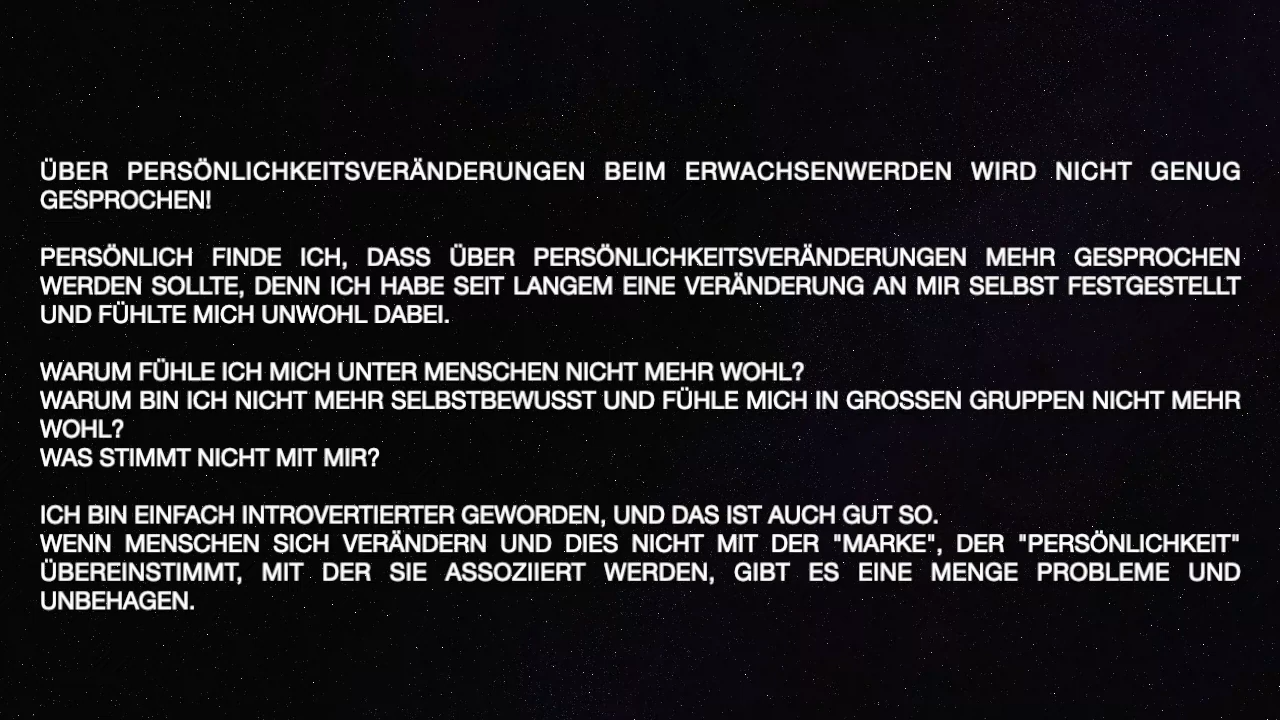 ÜBER PERSÖNLICHKEITSVERÄNDERUNGEN BEIM ERWACHSENWERDEN WIRD NICHT GENUG
GESPROCHEN!
PERSÖNLICH FINDE ICH, DASS ÜBER PERSÖNLICHKEITSVERÄNDERUNGEN MEHR GESPROCHEN
WERDEN SOLLTE, DENN ICH HABE SEIT LANGEM EINE VERÄNDERUNG AN MIR SELBST FESTGESTELLT
UND FÜHLTE MICH UNWOHL DABEI.
WARUM FÜHLE ICH MICH UNTER MENSCHEN NICHT MEHR WOHL?
WARUM BIN ICH NICHT MEHR SELBSTBEWUSST UND FÜHLE MICH IN GROSSEN GRUPPEN NICHT MEHR
WOHL?
WAS STIMMT NICHT MIT MIR?
ICH BIN EINFACH INTROVERTIERTER GEWORDEN, UND DAS IST AUCH GUT SO.
WENN MENSCHEN SICH VERÄNDERN UND DIES NICHT MIT DER "MARKE", DER "PERSÖNLICHKEIT"
ÜBEREINSTIMMT, MIT DER SIE ASSOZIIERT WERDEN, GIBT ES EINE MENGE PROBLEME UND
UNBEHAGEN.